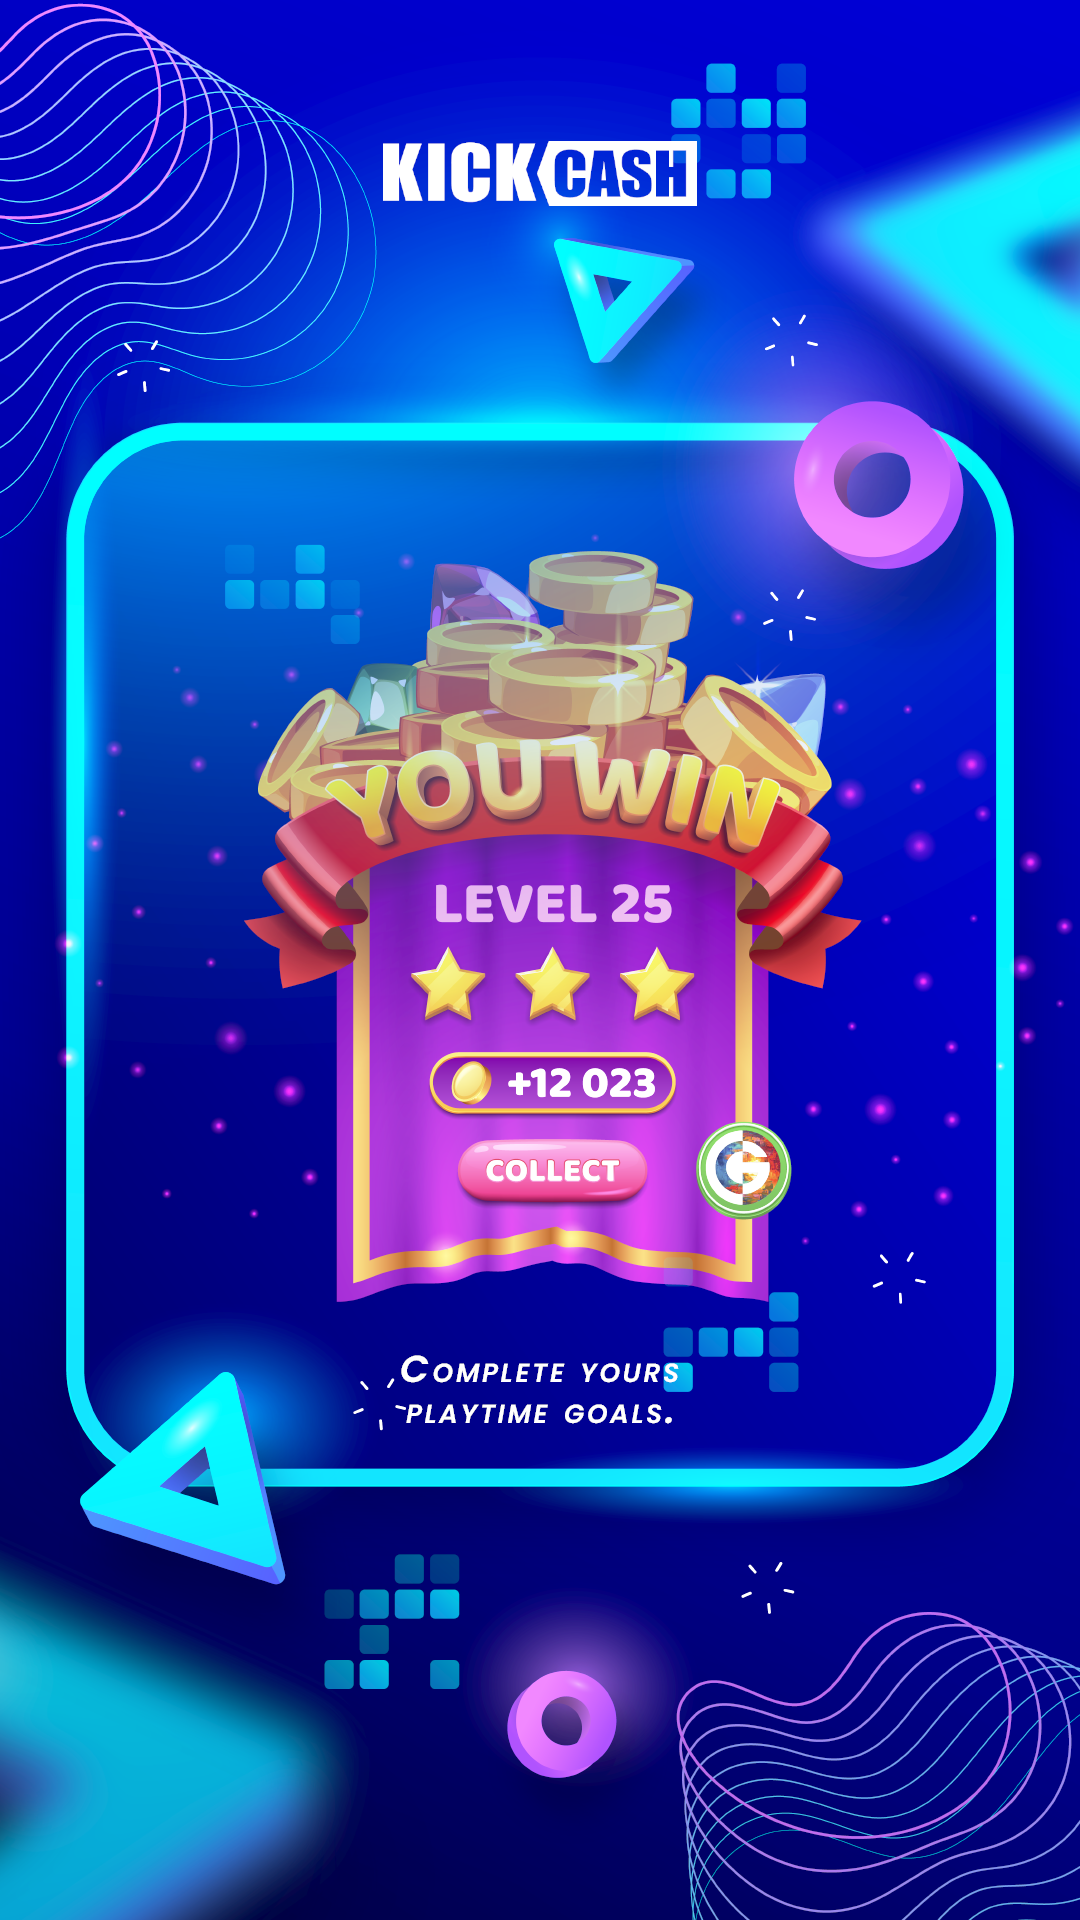 KICK CASH
YOU WIN
LEVEL 25
+12 023
COLLECT
G
COMPLETE YOURS
PLAYTIME GOALS.